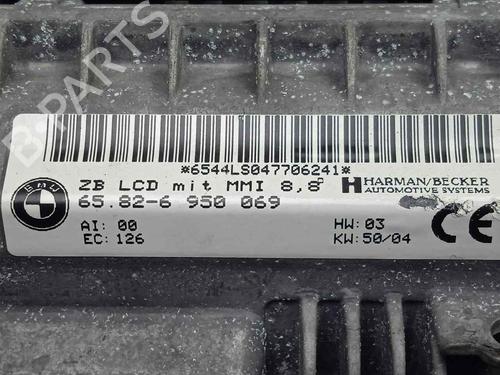 B-PARTS
*6544LS047706241*
BMW
ZB LCD mit MMI 8,8"
HARMAN/BECKER
AUTOMOTIVE SYSTEMS
65.82-6 950 069
AI: 00
EC: 126
HW: 03
KW: 50/04
CE